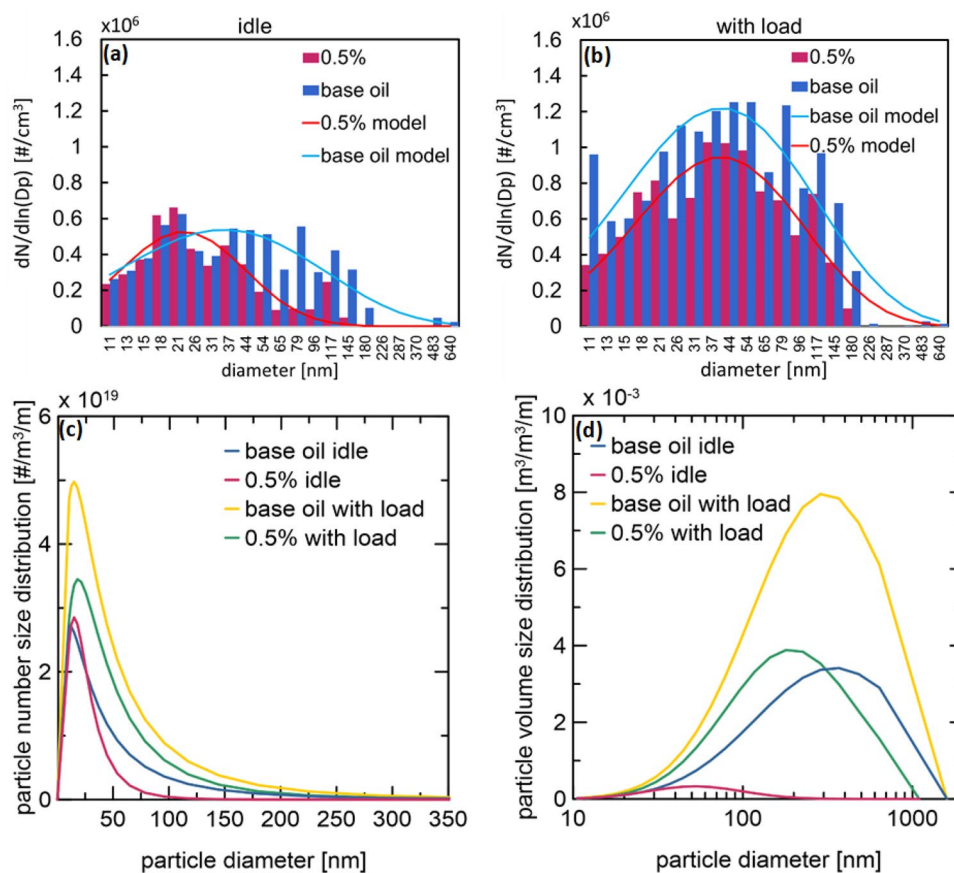 x10⁶
idle
1.6
1.4
1.2
1
0.8
0.6
0.4
0.2
0
(a)
0.5%
base oil
0.5% model
base oil model
dN/dln(Dp) [#/cm³]
11 13 15 18 21 26 31 37 44 54 65 79 96 117 145 180 226 287 370 483 640
diameter [nm]
x10⁶
with load
1.6
1.4
1.2
1
0.8
0.6
0.4
0.2
0
(b)
0.5%
base oil
base oil model
0.5% model
dN/dln(Dp) [#/cm³]
11 13 15 18 21 26 31 37 44 54 65 79 96 117 145 180 226 287 370 483 640
diameter [nm]
x 10¹⁹
6
4
2
0
(c)
base oil idle
0.5% idle
base oil with load
0.5% with load
particle number size distribution [#/m³/m]
50 100 150 200 250 300 350
particle diameter [nm]
x 10⁻³
10
8
6
4
2
0
(d)
base oil idle
0.5% idle
base oil with load
0.5% with load
particle volume size distribution [m³/m³/m]
10 100 1000
particle diameter [nm]